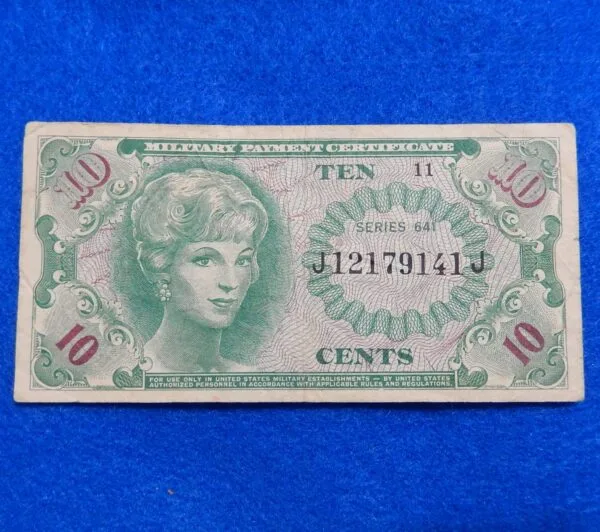 MILITARY PAYMENT CERTIFICATE
10 TEN 11 10
SERIES 641
J12179141J
10 CENTS 10
FOR USE ONLY IN UNITED STATES MILITARY ESTABLISHMENTS — BY UNITED STATES
AUTHORIZED PERSONNEL IN ACCORDANCE WITH APPLICABLE RULES AND REGULATIONS.